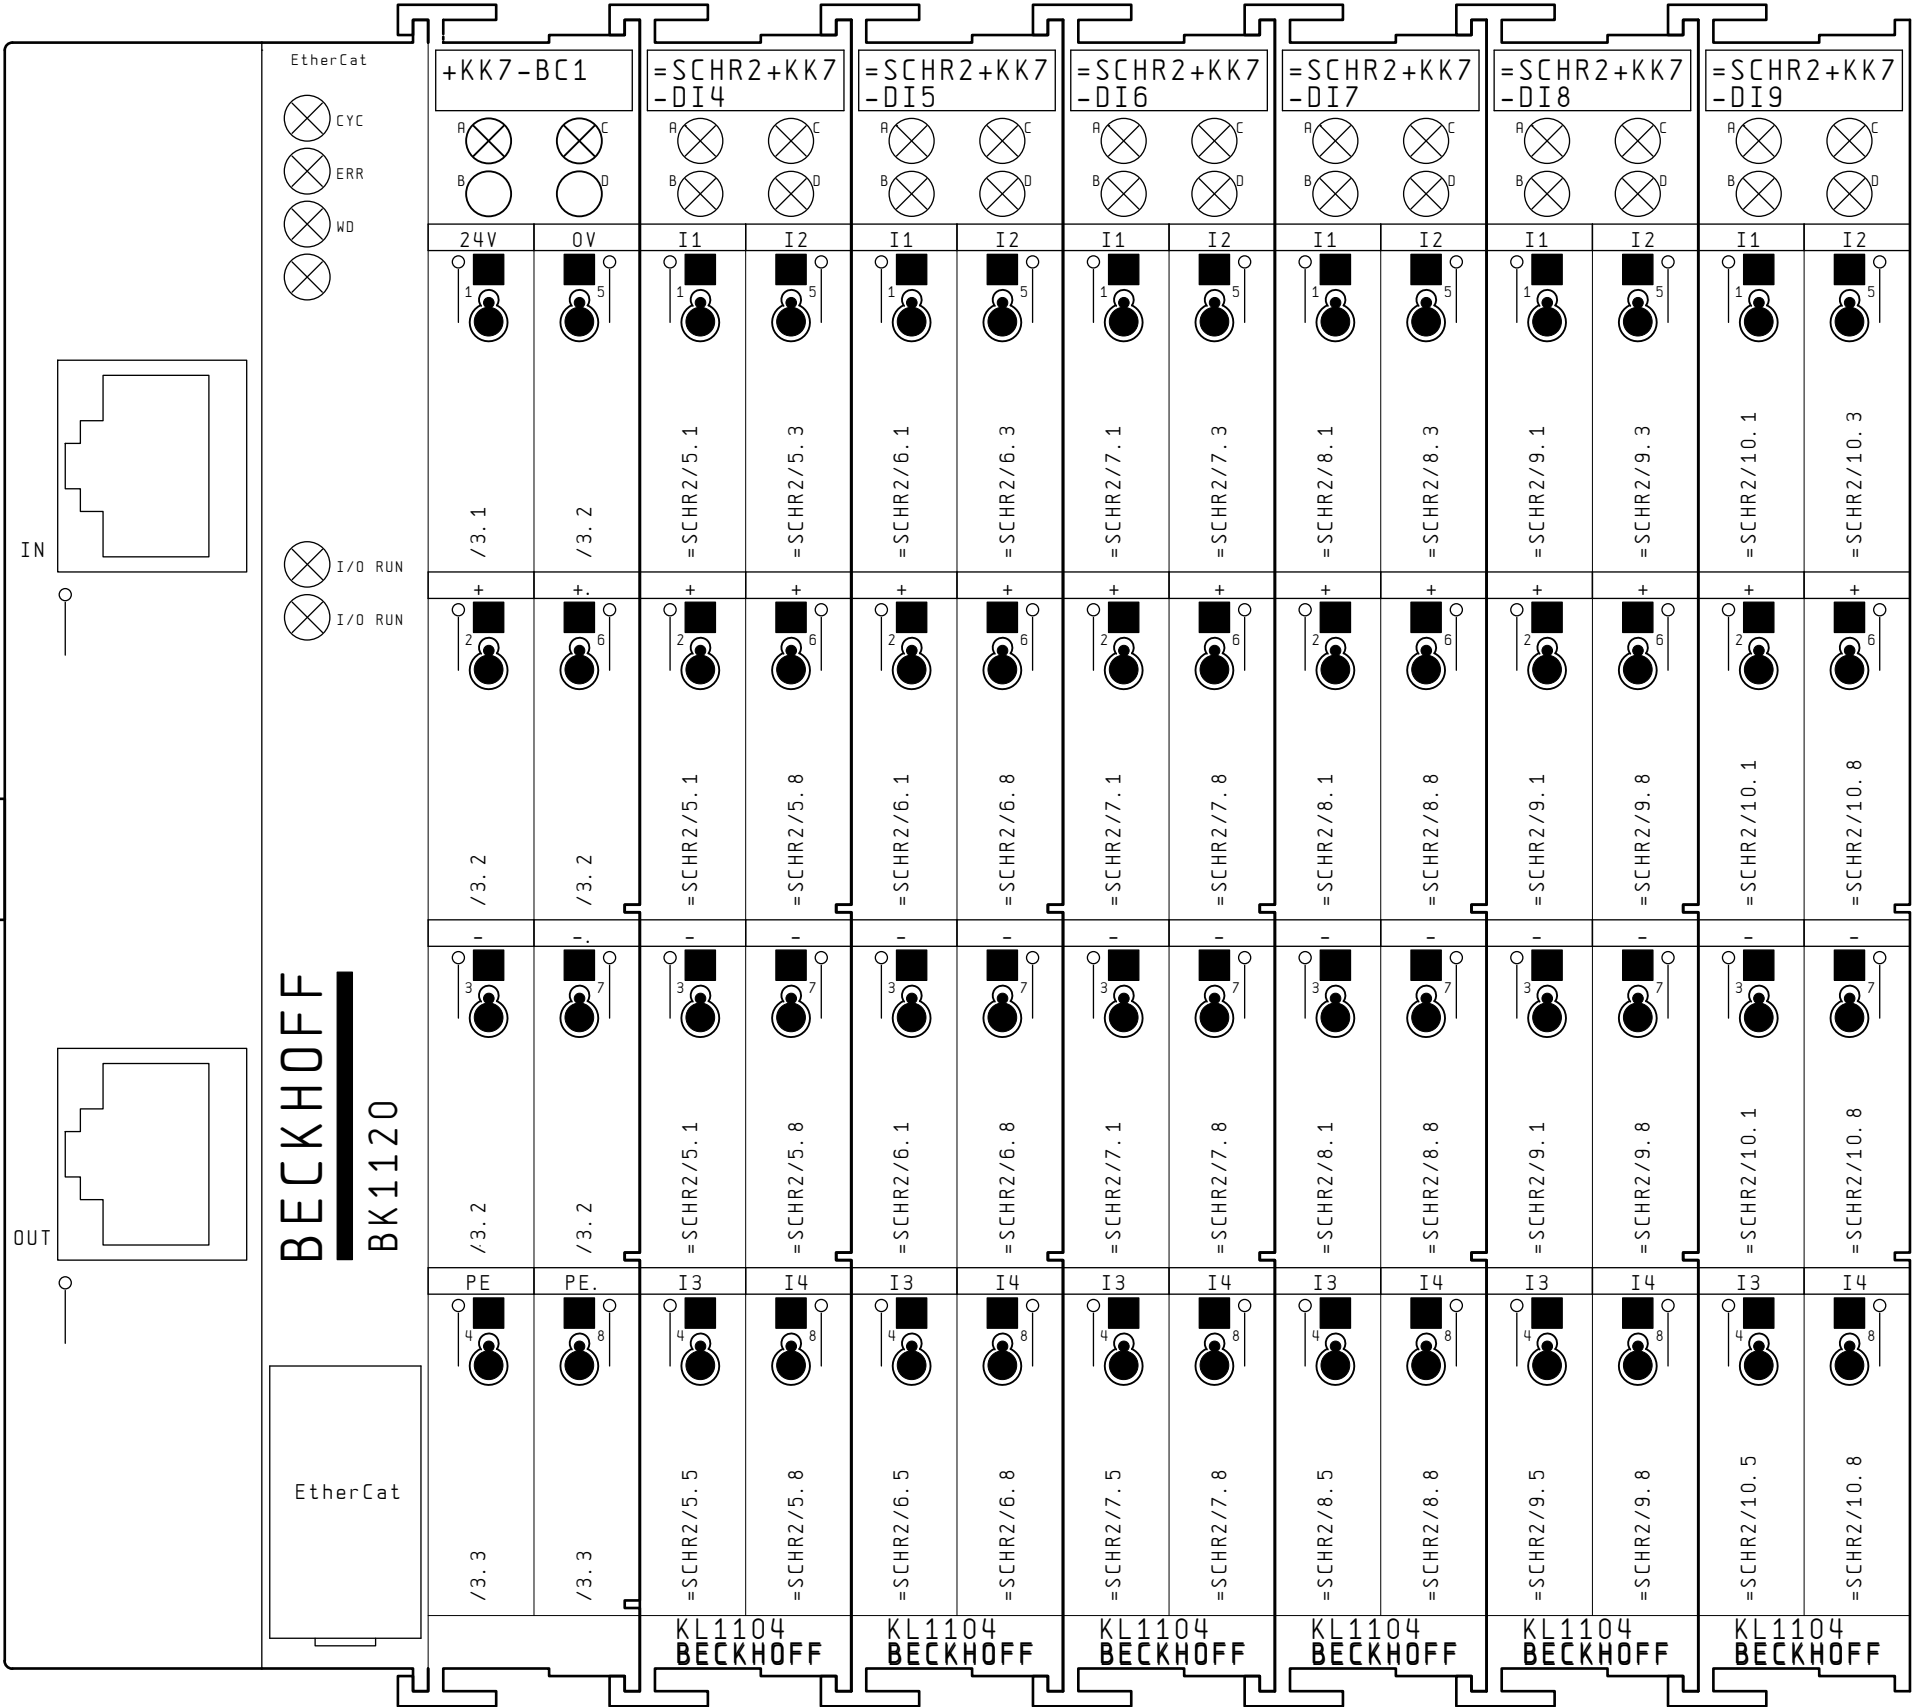 EtherCat
CYC
ERR
WD
I/O RUN
I/O RUN
IN
OUT
BECKHOFF
BK1120
EtherCat
+KK7-BC1
A C
B D
24V 0V
1 5
/3.1 /3.2
+ +.
2 6
/3.2 /3.2
- -.
3 7
/3.2 /3.2
PE PE.
4 8
/3.3 /3.3
=SCHR2+KK7
-DI4
A C
B D
I1 I2
1 5
=SCHR2/5.1 =SCHR2/5.3
+ +
2 6
=SCHR2/5.1 =SCHR2/5.8
- -
3 7
=SCHR2/5.1 =SCHR2/5.8
I3 I4
4 8
=SCHR2/5.5 =SCHR2/5.8
KL1104
BECKHOFF
=SCHR2+KK7
-DI5
A C
B D
I1 I2
1 5
=SCHR2/6.1 =SCHR2/6.3
+ +
2 6
=SCHR2/6.1 =SCHR2/6.8
- -
3 7
=SCHR2/6.1 =SCHR2/6.8
I3 I4
4 8
=SCHR2/6.5 =SCHR2/6.8
KL1104
BECKHOFF
=SCHR2+KK7
-DI6
A C
B D
I1 I2
1 5
=SCHR2/7.1 =SCHR2/7.3
+ +
2 6
=SCHR2/7.1 =SCHR2/7.8
- -
3 7
=SCHR2/7.1 =SCHR2/7.8
I3 I4
4 8
=SCHR2/7.5 =SCHR2/7.8
KL1104
BECKHOFF
=SCHR2+KK7
-DI7
A C
B D
I1 I2
1 5
=SCHR2/8.1 =SCHR2/8.3
+ +
2 6
=SCHR2/8.1 =SCHR2/8.8
- -
3 7
=SCHR2/8.1 =SCHR2/8.8
I3 I4
4 8
=SCHR2/8.5 =SCHR2/8.8
KL1104
BECKHOFF
=SCHR2+KK7
-DI8
A C
B D
I1 I2
1 5
=SCHR2/9.1 =SCHR2/9.3
+ +
2 6
=SCHR2/9.1 =SCHR2/9.8
- -
3 7
=SCHR2/9.1 =SCHR2/9.8
I3 I4
4 8
=SCHR2/9.5 =SCHR2/9.8
KL1104
BECKHOFF
=SCHR2+KK7
-DI9
A C
B D
I1 I2
1 5
=SCHR2/10.1 =SCHR2/10.3
+ +
2 6
=SCHR2/10.1 =SCHR2/10.8
- -
3 7
=SCHR2/10.1 =SCHR2/10.8
I3 I4
4 8
=SCHR2/10.5 =SCHR2/10.8
KL1104
BECKHOFF